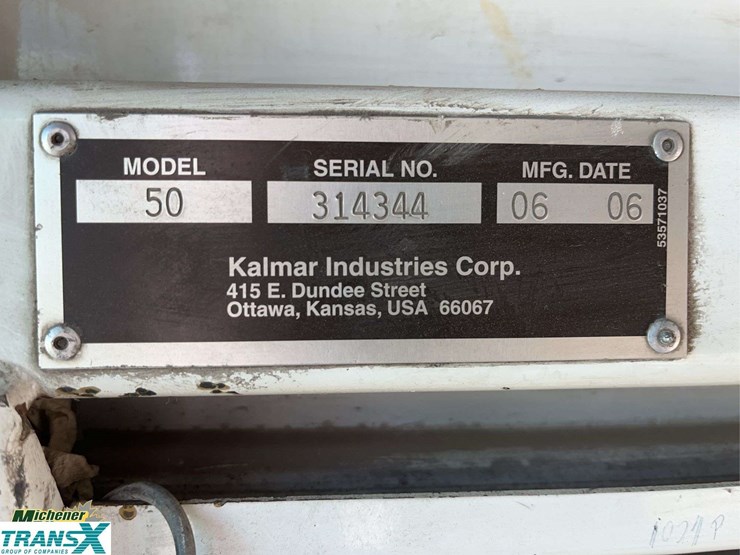 MODEL SERIAL NO. MFG. DATE
50 314344 06 06
53571037
Kalmar Industries Corp.
415 E. Dundee Street
Ottawa, Kansas, USA 66067
Michener
TRANSX
GROUP OF COMPANIES